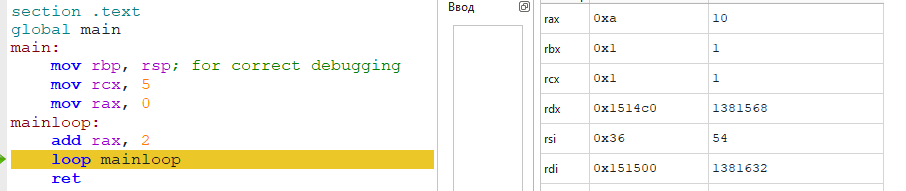 section .text
global main
main:
    mov rbp, rsp; for correct debugging
    mov rcx, 5
    mov rax, 0
mainloop:
    add rax, 2
    loop mainloop
    ret
Ввод
rax 0xa 10
rbx 0x1 1
rcx 0x1 1
rdx 0x1514c0 1381568
rsi 0x36 54
rdi 0x151500 1381632